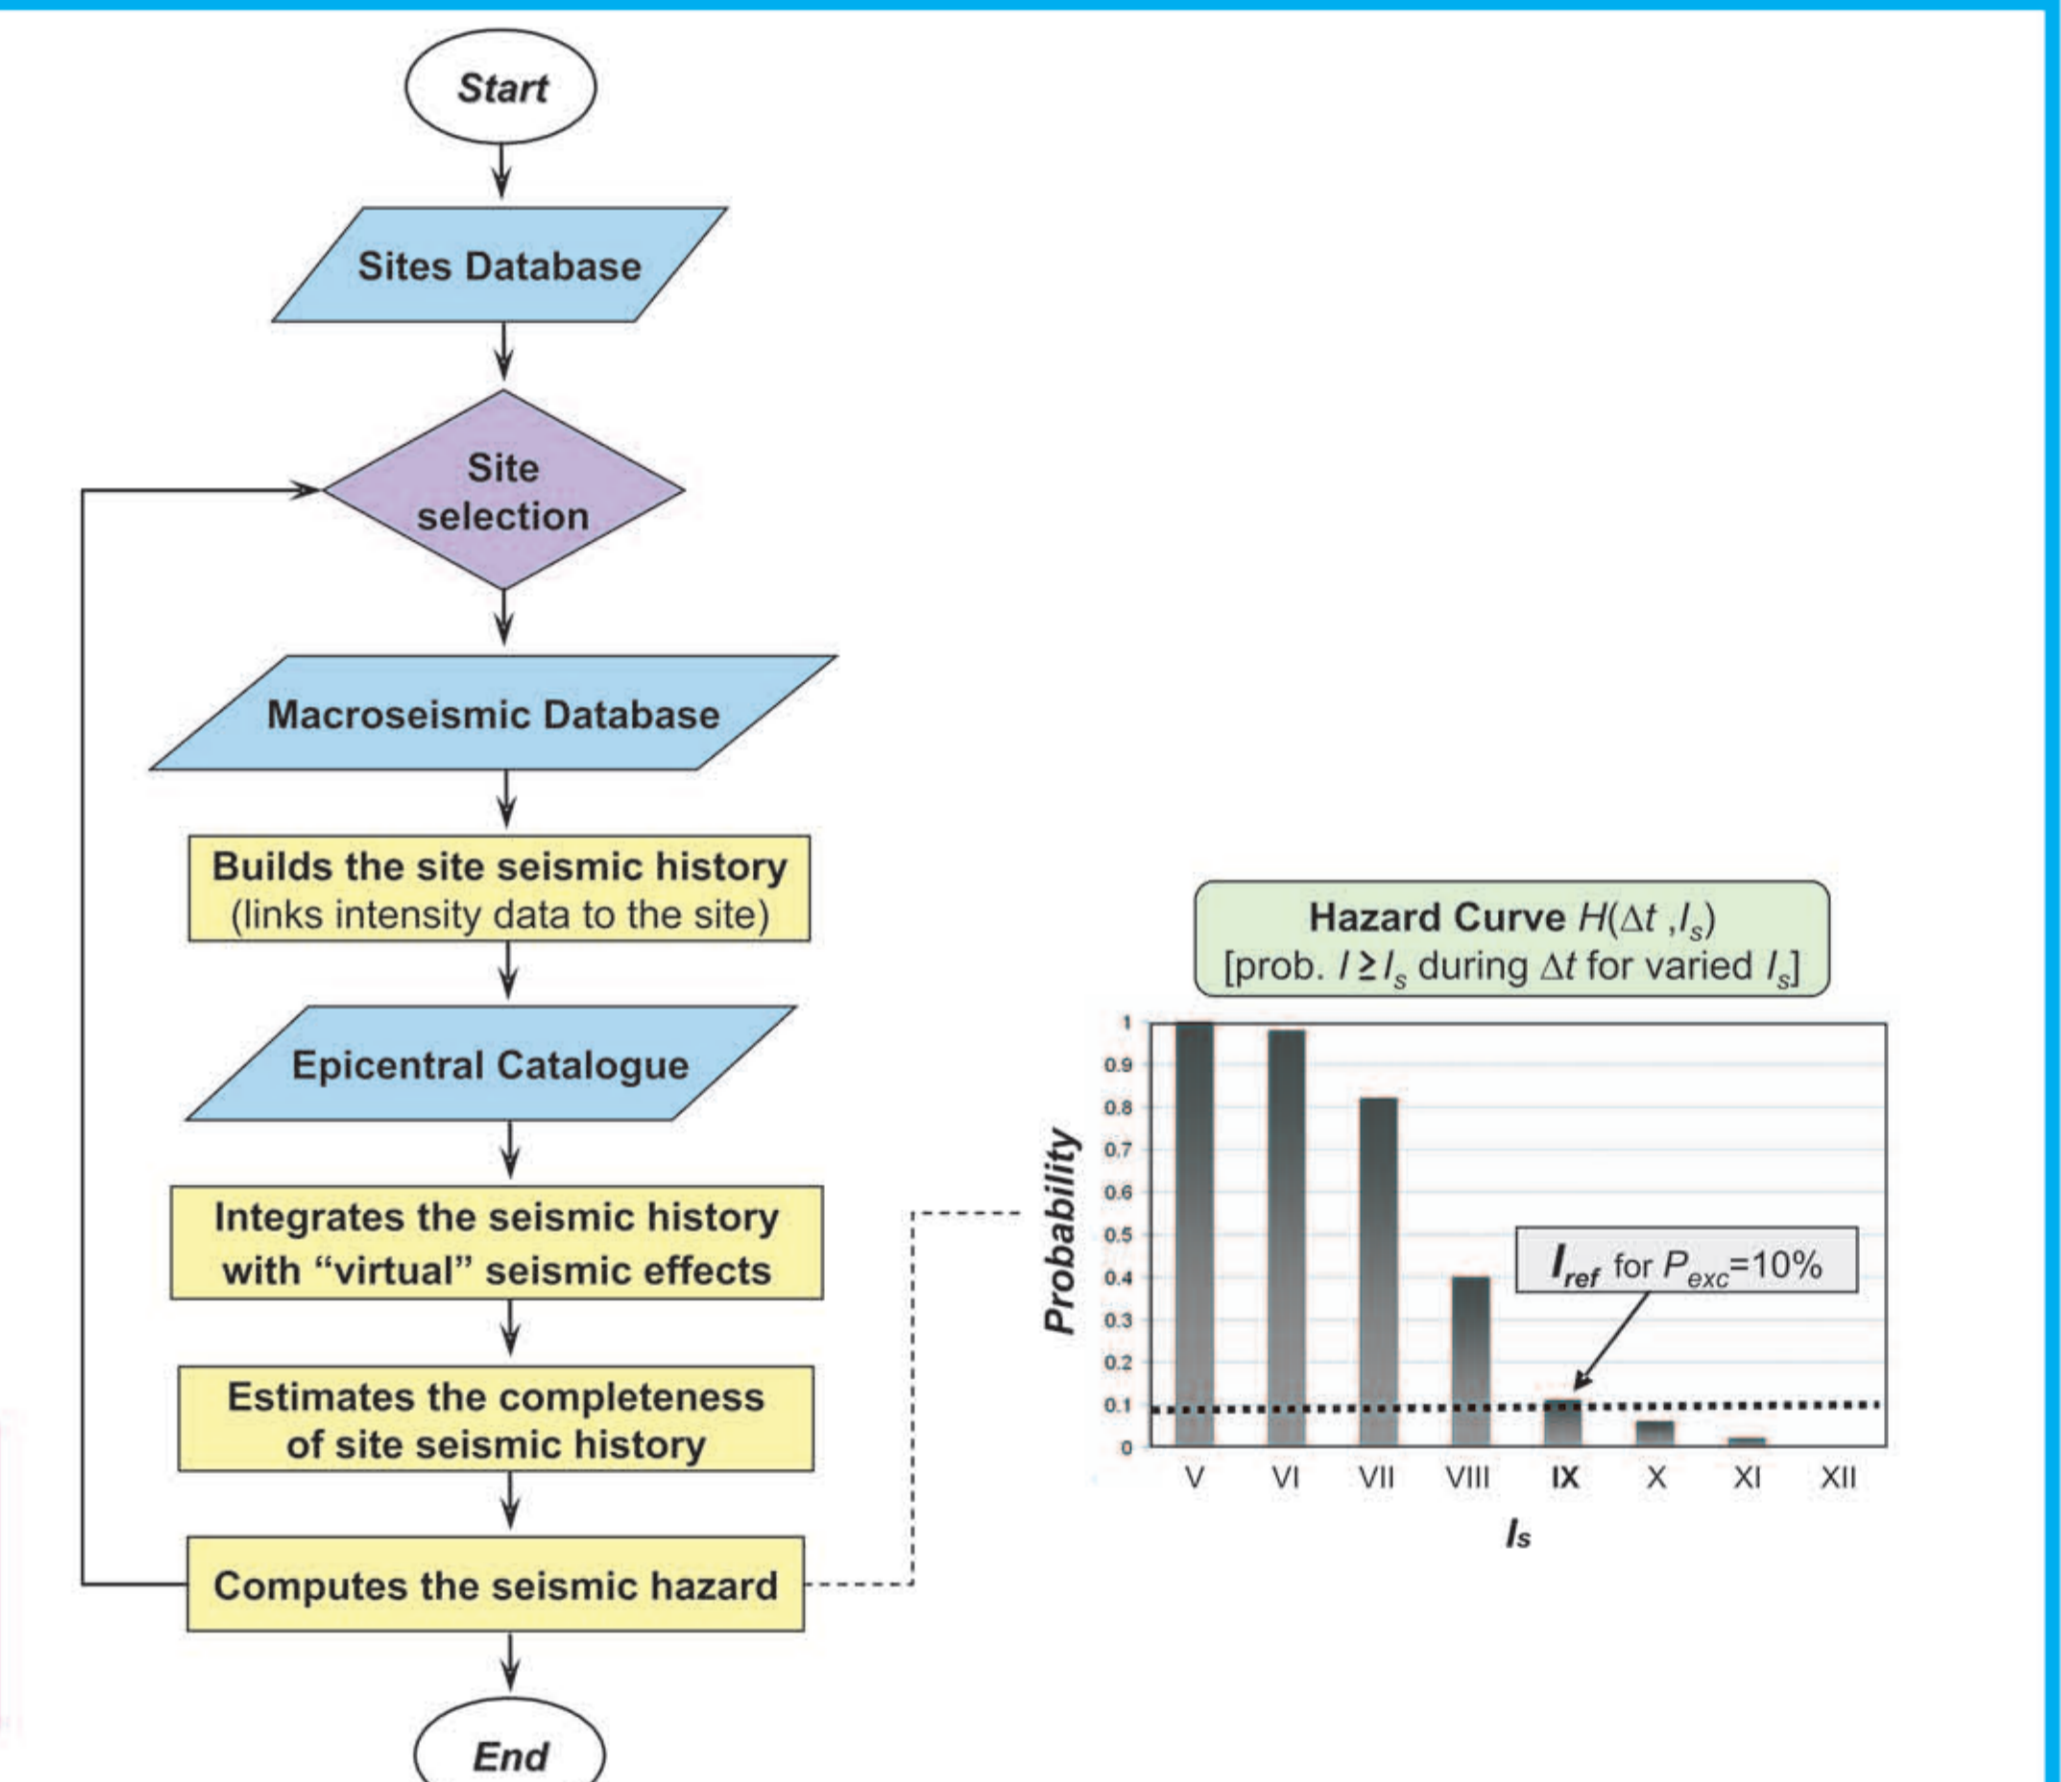 Start
Sites Database
Site
selection
Macroseismic Database
Builds the site seismic history
(links intensity data to the site)
Epicentral Catalogue
Integrates the seismic history
with “virtual” seismic effects
Estimates the completeness
of site seismic history
Computes the seismic hazard
End
Hazard Curve H(Δt ,Is)
[prob. I ≥ Is during Δt for varied Is]
Probability
1
0.9
0.8
0.7
0.6
0.5
0.4
0.3
0.2
0.1
0
Iref for Pexc=10%
V VI VII VIII IX X XI XII
Is